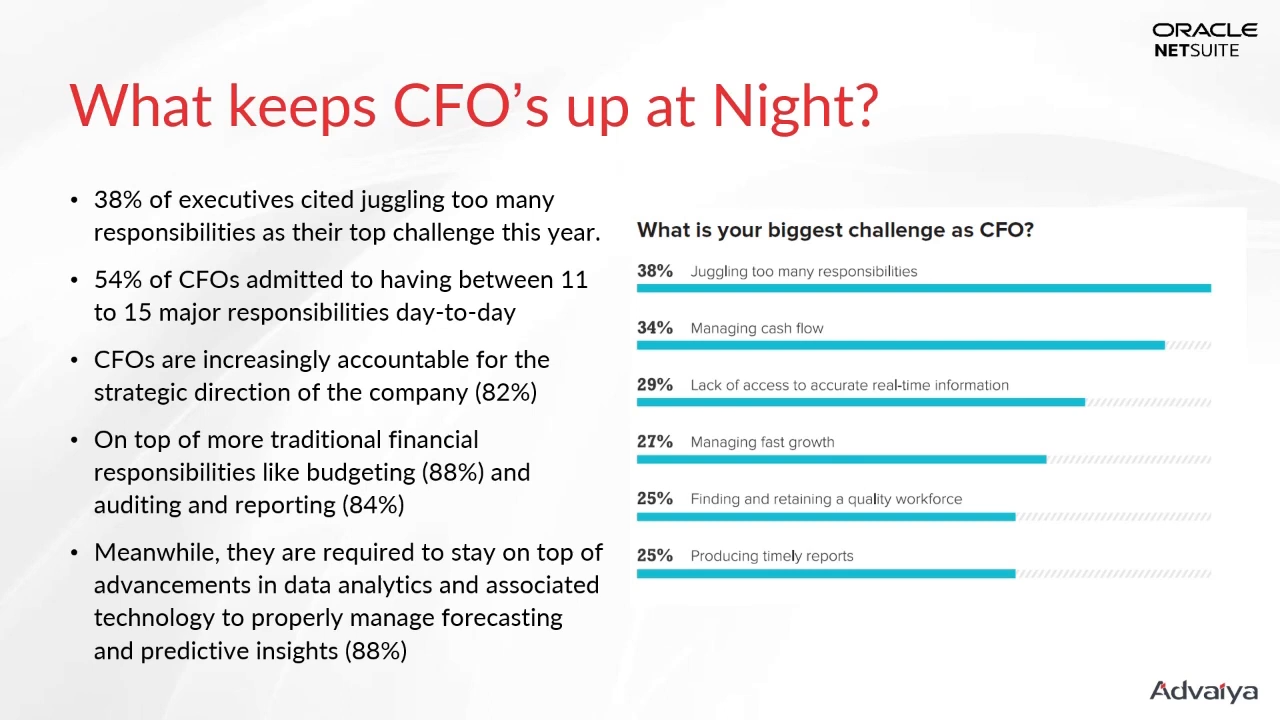 ORACLE
NETSUITE
What keeps CFO’s up at Night?
• 38% of executives cited juggling too many
responsibilities as their top challenge this year.
• 54% of CFOs admitted to having between 11
to 15 major responsibilities day-to-day
• CFOs are increasingly accountable for the
strategic direction of the company (82%)
• On top of more traditional financial
responsibilities like budgeting (88%) and
auditing and reporting (84%)
• Meanwhile, they are required to stay on top of
advancements in data analytics and associated
technology to properly manage forecasting
and predictive insights (88%)
What is your biggest challenge as CFO?
38% Juggling too many responsibilities
34% Managing cash flow
29% Lack of access to accurate real-time information
27% Managing fast growth
25% Finding and retaining a quality workforce
25% Producing timely reports
Advaiya